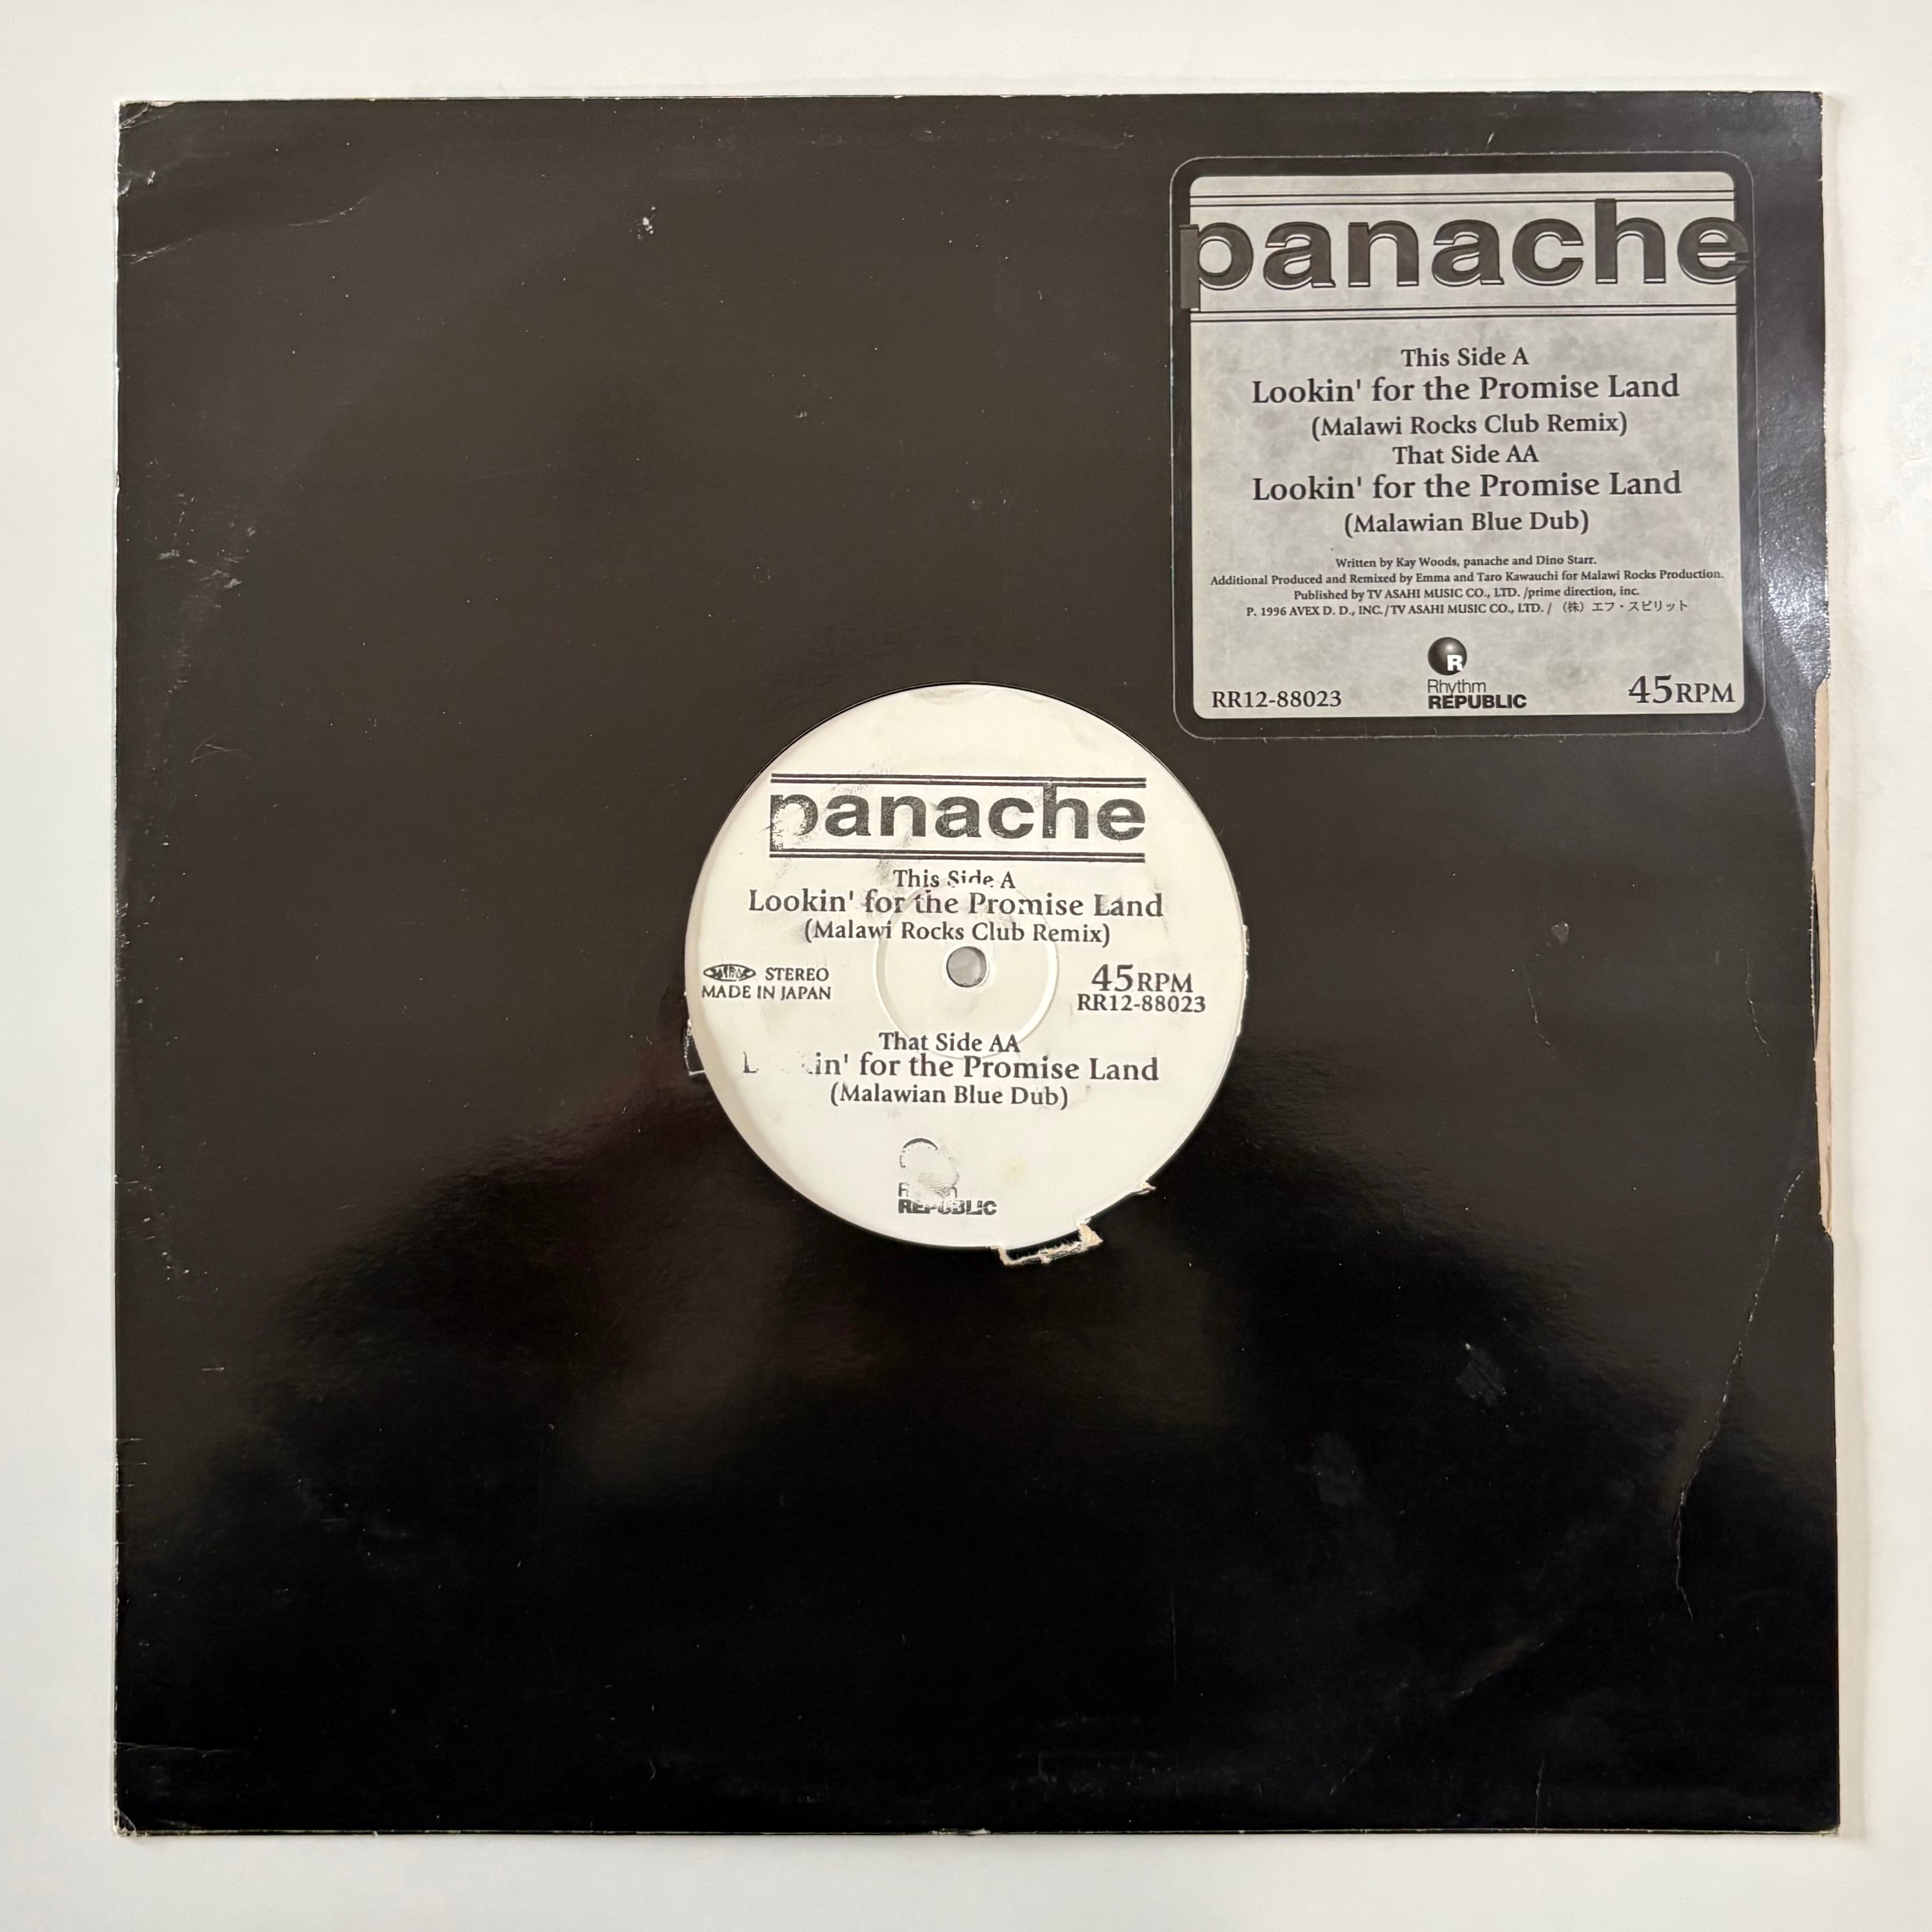 panache
This Side A
Lookin' for the Promise Land
(Malawi Rocks Club Remix)
That Side AA
Lookin' for the Promise Land
(Malawian Blue Dub)
Written by Kay Woods, panache and Dino Starr.
Additional Produced and Remixed by Emma and Taro Kawauchi for Malawi Rocks Production.
Published by TV ASAHI MUSIC CO., LTD. /prime direction, inc.
P. 1996 AVEX D. D., INC./TV ASAHI MUSIC CO., LTD. / （株）エフ・スピリット
R
Rhythm
REPUBLIC
RR12-88023
45RPM
panache
This Side A
Lookin' for the Promise Land
(Malawi Rocks Club Remix)
STEREO
MADE IN JAPAN
45RPM
RR12-88023
That Side AA
in' for the Promise Land
(Malawian Blue Dub)
REPUBLIC